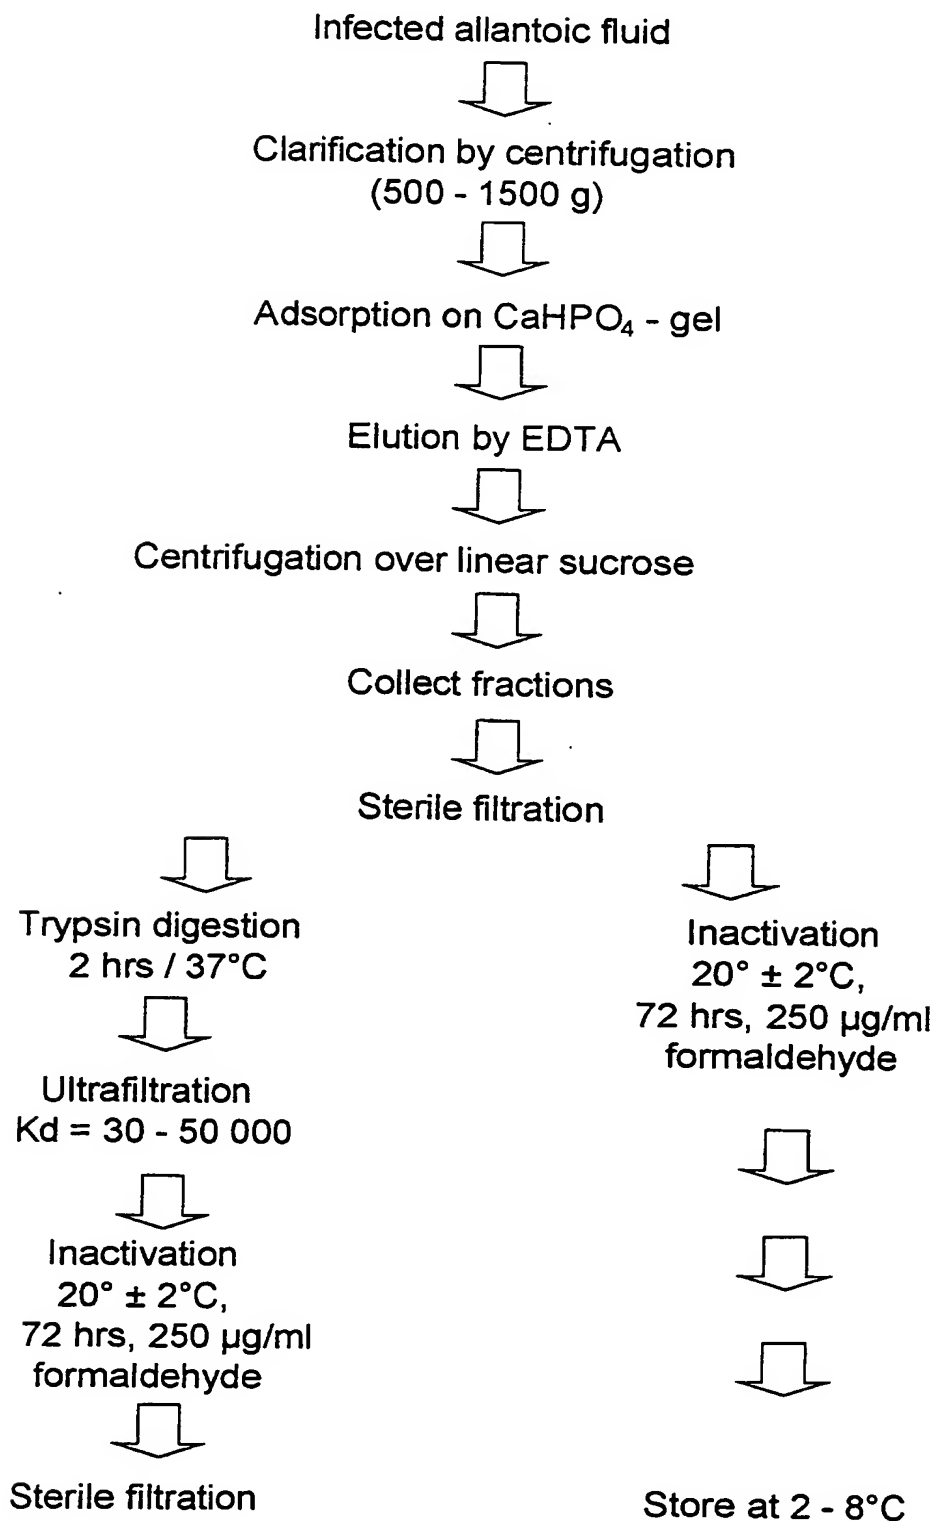 Infected allantoic fluid
Clarification by centrifugation
(500 - 1500 g)
Adsorption on CaHPO₄ - gel
Elution by EDTA
Centrifugation over linear sucrose
Collect fractions
Sterile filtration
Trypsin digestion
2 hrs / 37°C
Ultrafiltration
Kd = 30 - 50 000
Inactivation
20° ± 2°C,
72 hrs, 250 µg/ml
formaldehyde
Sterile filtration
Inactivation
20° ± 2°C,
72 hrs, 250 µg/ml
formaldehyde
Store at 2 - 8°C